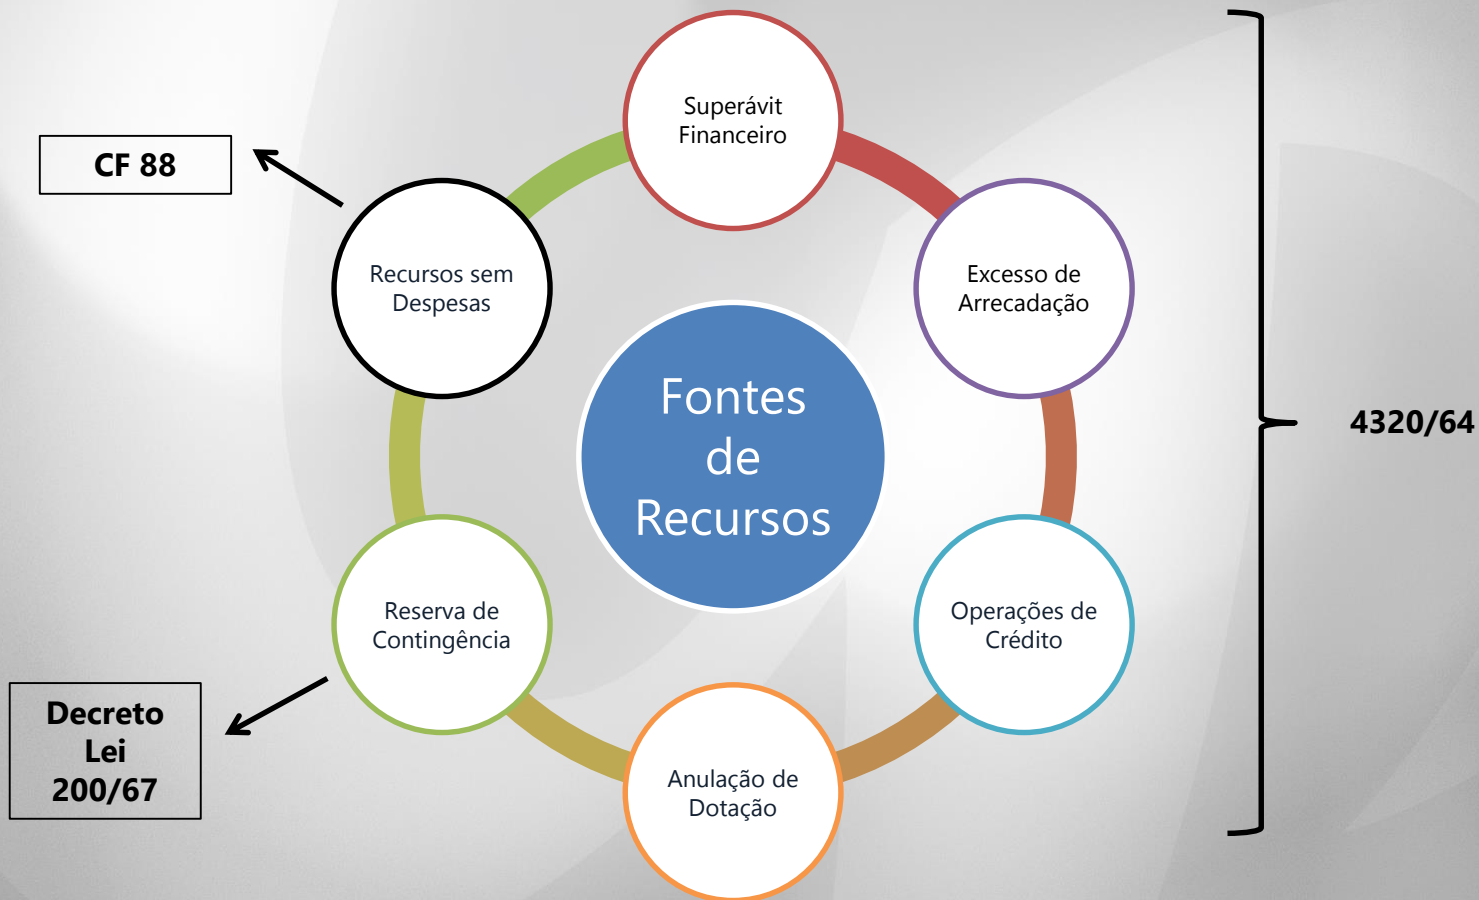 Superávit
Financeiro
CF 88
Recursos sem
Despesas
Excesso de
Arrecadação
Fontes
de
Recursos
4320/64
Reserva de
Contingência
Operações de
Crédito
Decreto
Lei
200/67
Anulação de
Dotação